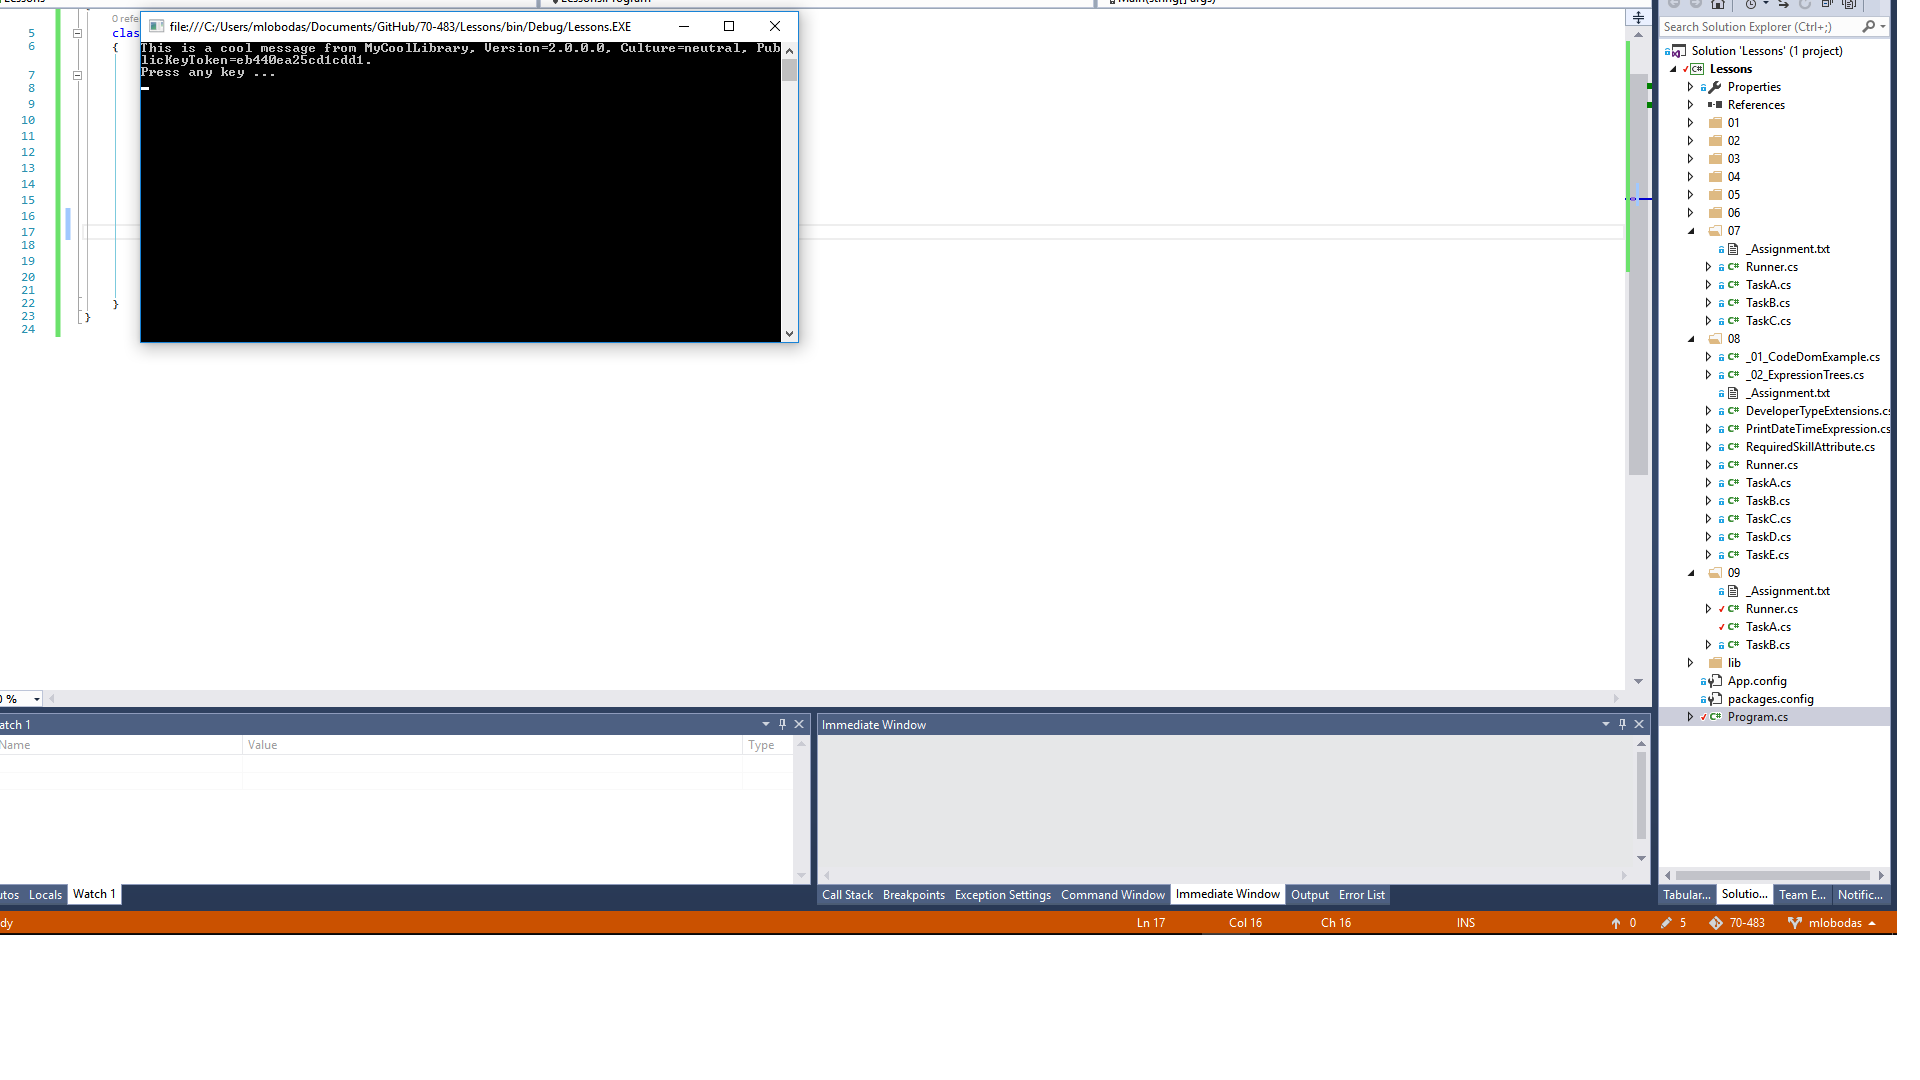 Lessons
Lessons.Program
Main(string[] args)
0 refe
5
clas
6
{
7
8
9
10
11
12
13
14
15
16
17
18
19
20
21
22
}
23
}
24
file:///C:/Users/mlobodas/Documents/GitHub/70-483/Lessons/bin/Debug/Lessons.EXE
This is a cool message from MyCoolLibrary, Version=2.0.0.0, Culture=neutral, Pub
licKeyToken=eb440ea25cd1cdd1.
Press any key ...
Search Solution Explorer (Ctrl+;)
Solution 'Lessons' (1 project)
C# Lessons
Properties
References
01
02
03
04
05
06
07
_Assignment.txt
C# Runner.cs
C# TaskA.cs
C# TaskB.cs
C# TaskC.cs
08
C# _01_CodeDomExample.cs
C# _02_ExpressionTrees.cs
_Assignment.txt
C# DeveloperTypeExtensions.cs
C# PrintDateTimeExpression.cs
C# RequiredSkillAttribute.cs
C# Runner.cs
C# TaskA.cs
C# TaskB.cs
C# TaskC.cs
C# TaskD.cs
C# TaskE.cs
09
_Assignment.txt
C# Runner.cs
C# TaskA.cs
C# TaskB.cs
lib
App.config
packages.config
C# Program.cs
0 %
atch 1
Name Value Type
utos Locals Watch 1
Immediate Window
Call Stack Breakpoints Exception Settings Command Window Immediate Window Output Error List
Tabular... Solutio... Team E... Notific...
dy Ln 17 Col 16 Ch 16 INS 0 5 70-483 mlobodas